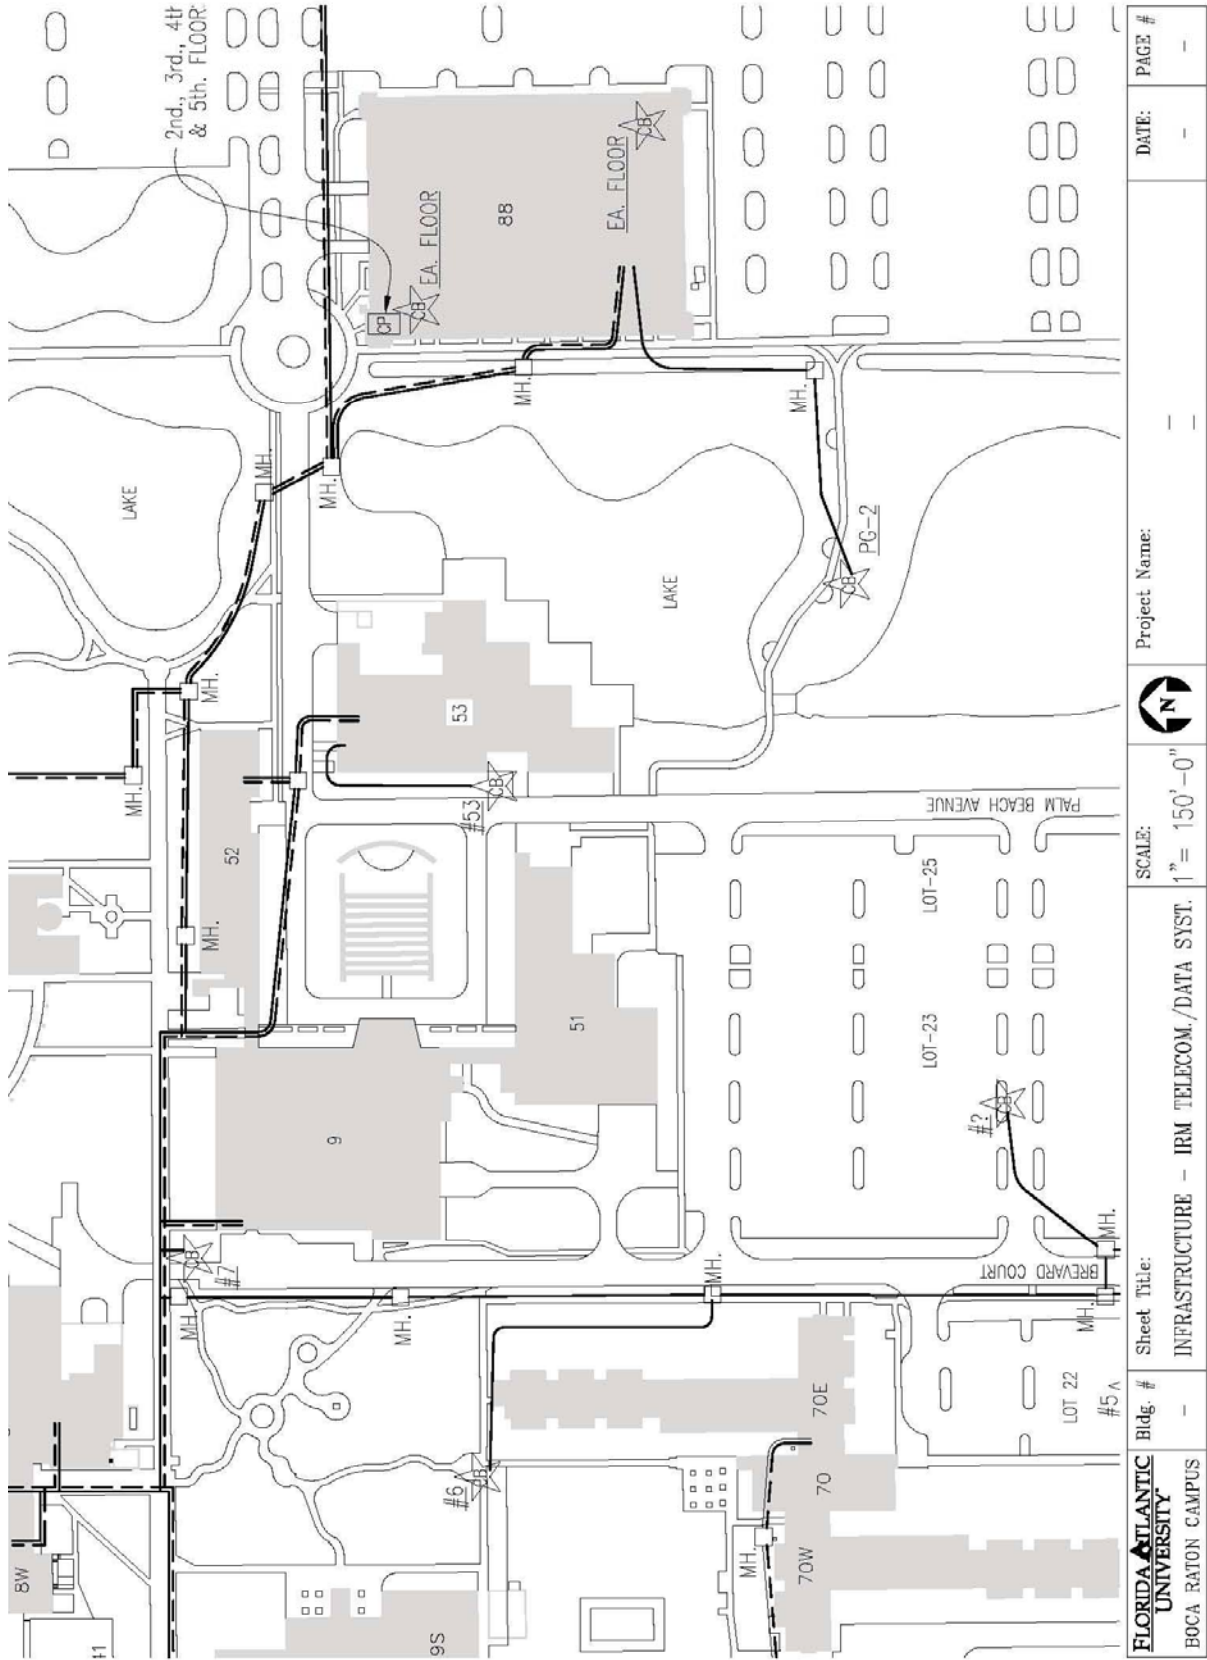 2nd., 3rd., 4th
& 5th. FLOOR
CP
CB
EA. FLOOR
88
EA. FLOOR
CB
LAKE
MH.
MH.
MH.
MH.
LAKE
PG-2
CB
MH.
MH.
52
MH.
53
CB
#53
PALM BEACH AVENUE
9
51
LOT-25
LOT-23
#?
CB
CB
#7
MH.
MH.
MH.
BREVARD COURT
MH.
MH.
LOT 22
#5
CB
#6
70E
70
70W
MH.
8W
9S
FLORIDA ATLANTIC
UNIVERSITY
BOCA RATON CAMPUS
Bldg. #
-
Sheet Title:
INFRASTRUCTURE - IRM TELECOM./DATA SYST.
SCALE:
1"= 150'-0"
N
Project Name:
DATE:
-
PAGE #
-